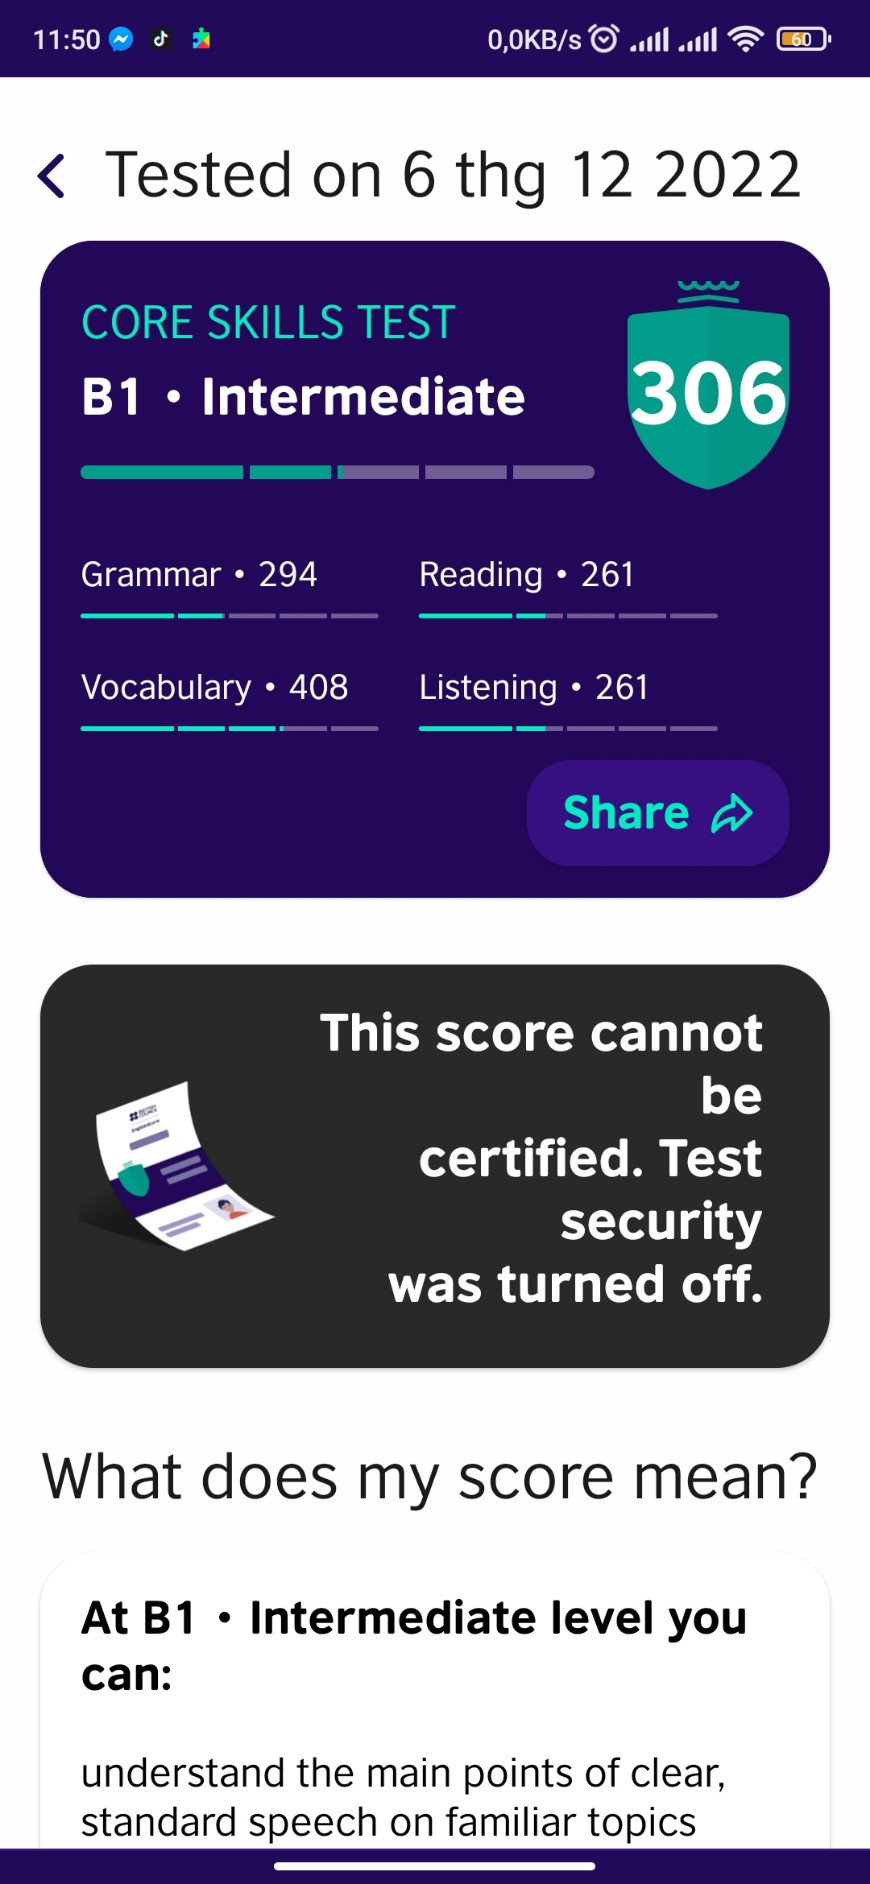 11:50 0,0KB/s 60
Tested on 6 thg 12 2022
CORE SKILLS TEST
B1 • Intermediate
306
Grammar • 294
Reading • 261
Vocabulary • 408
Listening • 261
Share
This score cannot
be
certified. Test
security
was turned off.
What does my score mean?
At B1 • Intermediate level you
can:
understand the main points of clear,
standard speech on familiar topics